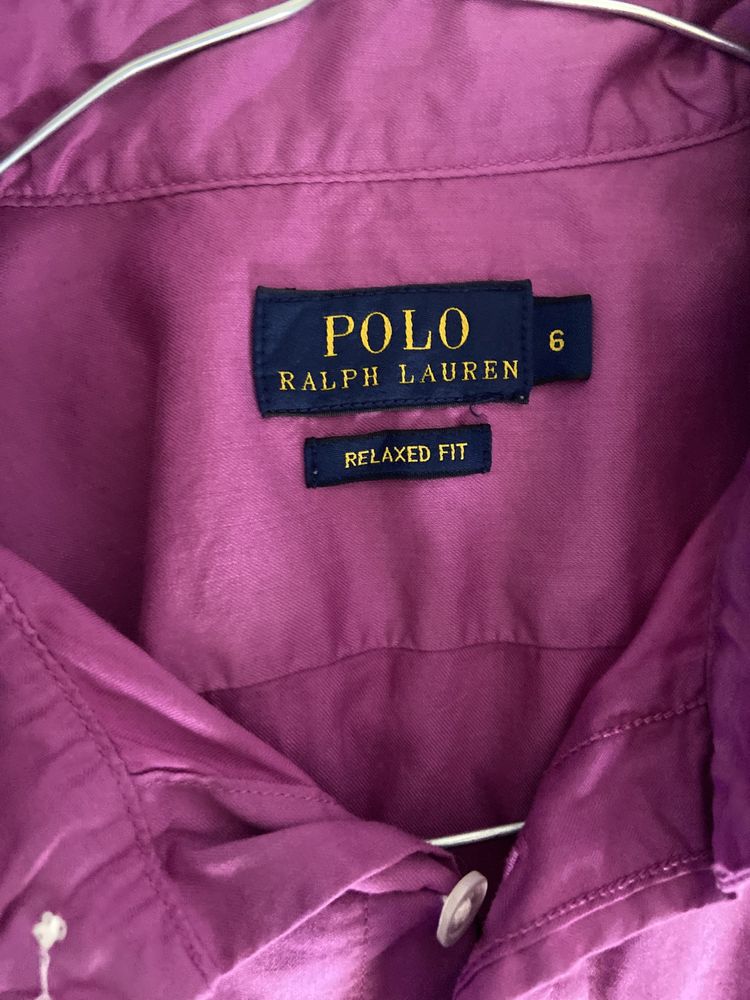 POLO
RALPH LAUREN
6
RELAXED FIT